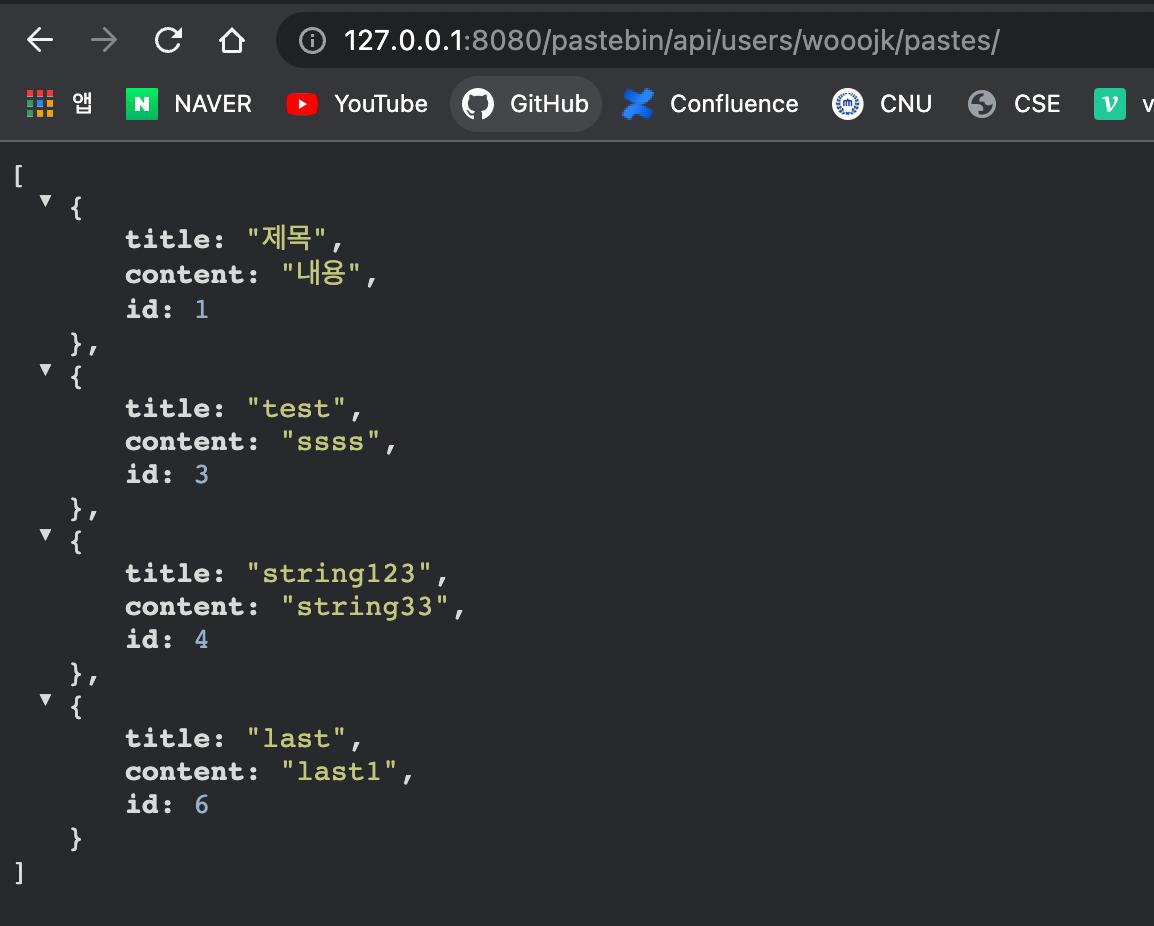 127.0.0.1:8080/pastebin/api/users/wooojk/pastes/
앱 N NAVER YouTube GitHub Confluence CNU CSE V v
[
{
title: "제목",
content: "내용",
id: 1
},
{
title: "test",
content: "ssss",
id: 3
},
{
title: "string123",
content: "string33",
id: 4
},
{
title: "last",
content: "last1",
id: 6
}
]